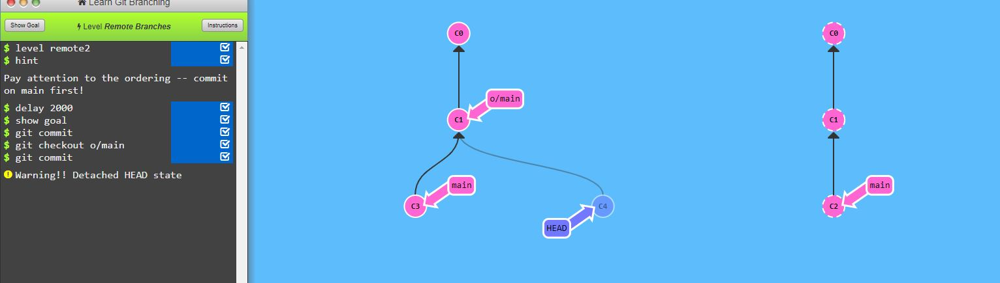 Learn Git Branching
Show Goal
Level Remote Branches
Instructions
$ level remote2
$ hint
Pay attention to the ordering -- commit
on main first!
$ delay 2000
$ show goal
$ git commit
$ git checkout o/main
$ git commit
Warning!! Detached HEAD state
C0
o/main
C1
main
C3
C4
HEAD
C0
C1
main
C2